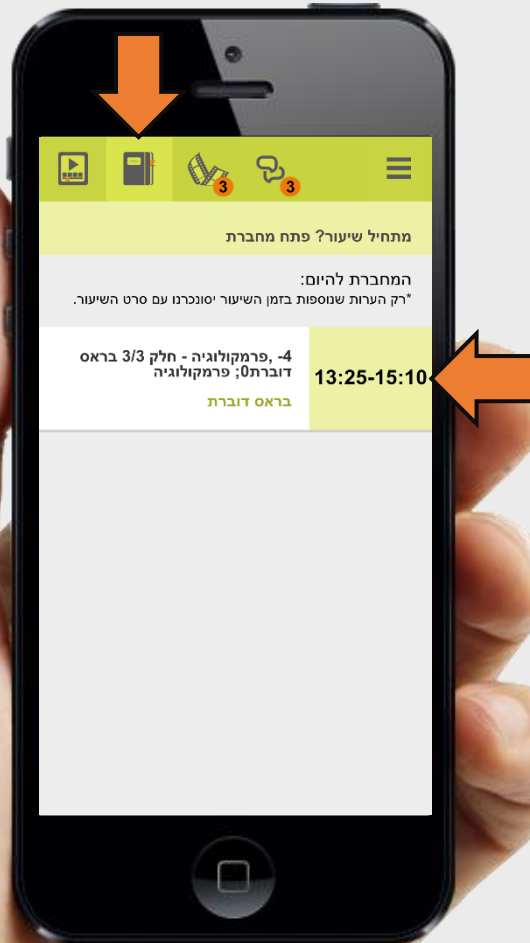 3
3
מתחיל שיעור? פתח מחברת
המחברת להיום:
*רק הערות שנוספות בזמן השיעור יסונכרנו עם סרט השיעור.
13:25-15:10
4- ,פרמקולוגיה - חלק 3/3 בראס
דוברת0; פרמקולוגיה
בראס דוברת